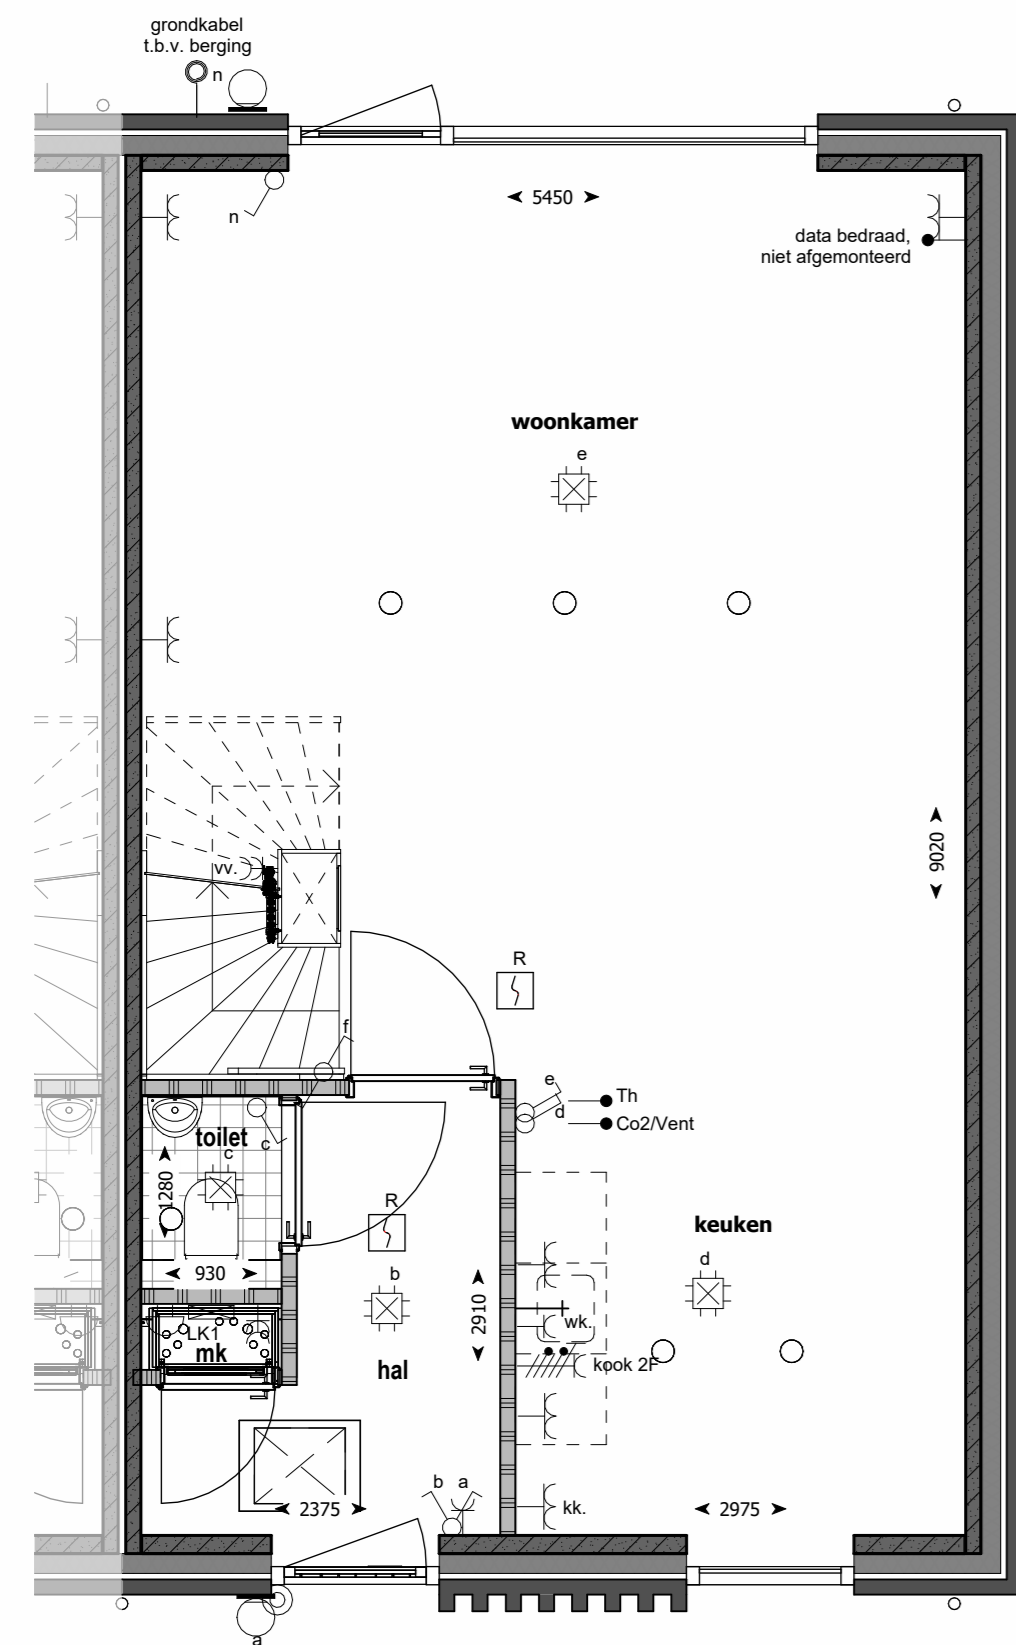 grondkabel
t.b.v. berging
n
n
5450
data bedraad,
niet afgemonteerd
woonkamer
e
9020
vv.
x
R
f
e
d
Th
Co2/Vent
toilet
c
c
1280
R
keuken
930
b
d
2910
wk.
LK1
mk
hal
kook 2F
b a
2375
kk.
2975
a